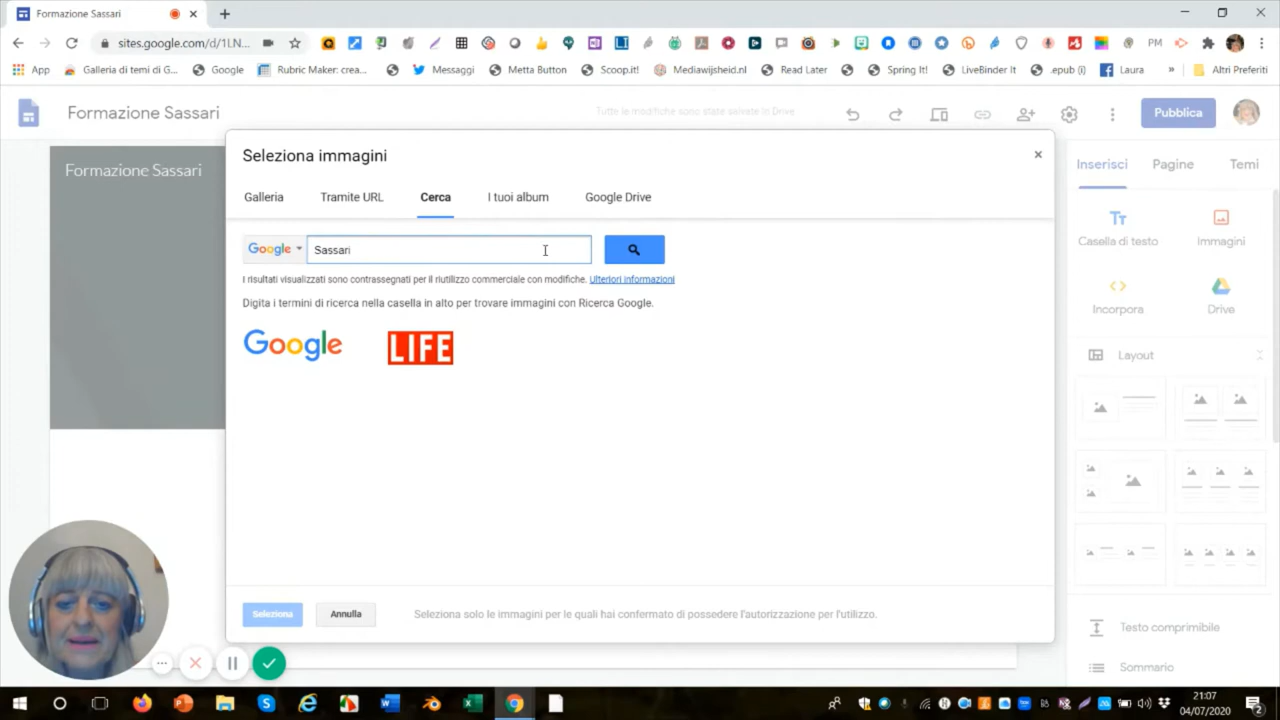 Formazione Sassari
sites.google.com/d/1LN...
PM
App
Galleria di temi di G...
Google
Rubric Maker: crea...
Messaggi
Metta Button
Scoop.it!
Mediawijsheid.nl
Read Later
Spring It!
LiveBinder It
.epub (i)
Laura
»
Altri Preferiti
Formazione Sassari
Tutte le modifiche sono state salvate in Drive
Pubblica
Formazione Sassari
Seleziona immagini
Galleria
Tramite URL
Cerca
I tuoi album
Google Drive
Google
Sassari
I risultati visualizzati sono contrassegnati per il riutilizzo commerciale con modifiche. Ulteriori informazioni
Digita i termini di ricerca nella casella in alto per trovare immagini con Ricerca Google.
Google
LIFE
Seleziona
Annulla
Seleziona solo le immagini per le quali hai confermato di possedere l'autorizzazione per l'utilizzo.
Inserisci
Pagine
Temi
Tт
Casella di testo
Immagini
Incorpora
Drive
Layout
Testo comprimibile
Sommario
21:07
04/07/2020
2